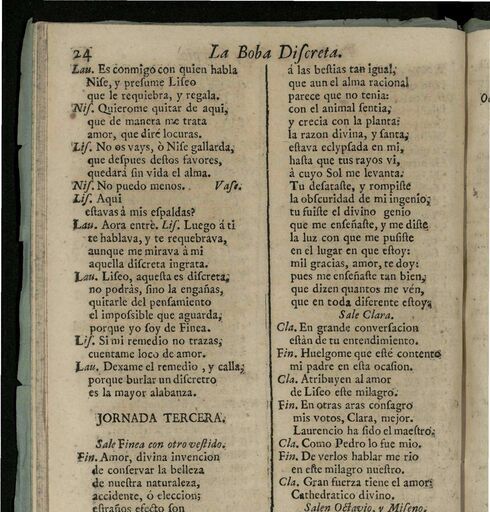 24 La Boba Discreta.
Lau. Es conmigo con quien habla
Nise, y presume Liseo
que le requiebra, y regala.
Nis. Quierome quitar de aqui,
que de manera me trata
amor, que diré locuras.
Lis. No os vays, ò Nise gallarda,
que despues destos favores,
quedará sin vida el alma.
Nis. No puedo menos. Vase.
Lis. Aqui
estavas à mis espaldas?
Lau. Aora entrè. Lis. Luego á ti
te hablava, y te requebrava,
aunque me mirava à mi
aquella discreta ingrata.
Lau. Liseo, aquesta es discreta,
no podrás, sino la engañas,
quitarle del pensamiento
el impossible que aguarda,
porque yo soy de Finea.
Lis. Si mi remedio no trazas,
cuentame loco de amor.
Lau. Dexame el remedio, y calla,
porque burlar un discreto
es la mayor alabanza.
JORNADA TERCERA.
Sale Finea con otro vestido.
Fin. Amor, divina invencion
de conservar la belleza
de nuestra naturaleza,
accidente, ó eleccion;
estraños efecto son
á las bestias tan igual,
que aun el alma racional
parece que no tenia:
con el animal sentia,
y crecia con la planta:
la razon divina, y santa,
estava eclypsada en mi,
hasta que tus rayos vi,
à cuyo Sol me levanta.
Tu desataste, y rompiste
la obscuridad de mi ingenio,
tu fuiste el divino genio
que me enseñaste, y me diste
la luz con que me pusiste
en el lugar en que estoy:
mil gracias, amor, te doy:
pues me enseñaste tan bien,
que dizen quantos me vén,
que en toda diferente estoy.
Sale Clara.
Cla. En grande conversacion
están de tu entendimiento.
Fin. Huelgome que esté contento
mi padre en esta ocasion.
Cla. Atribuyen al amor
de Liseo este milagro.
Fin. En otras aras consagro
mis votos, Clara, mejor.
Laurencio ha sido el maestro.
Cla. Como Pedro lo fue mio.
Fin. De verlos hablar me rio
en este milagro nuestro.
Cla. Gran fuerza tiene el amor:
Cathedratico divino.
Salen Octavio, y Miseno.